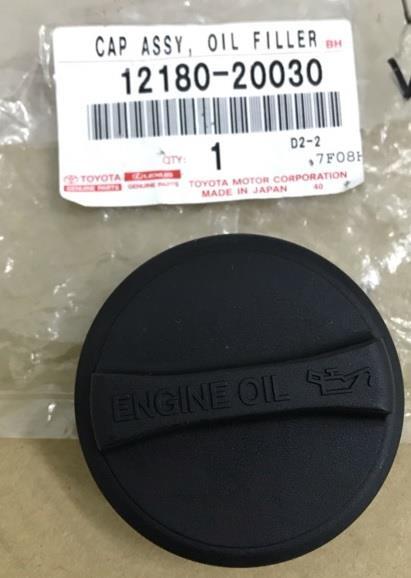 CAP ASSY, OIL FILLER BH
12180-20030
D2-2
QTY: 1 7F08H
TOYOTA LEXUS TOYOTA MOTOR CORPORATION
GENUINE PARTS GENUINE PARTS MADE IN JAPAN 40
ENGINE OIL